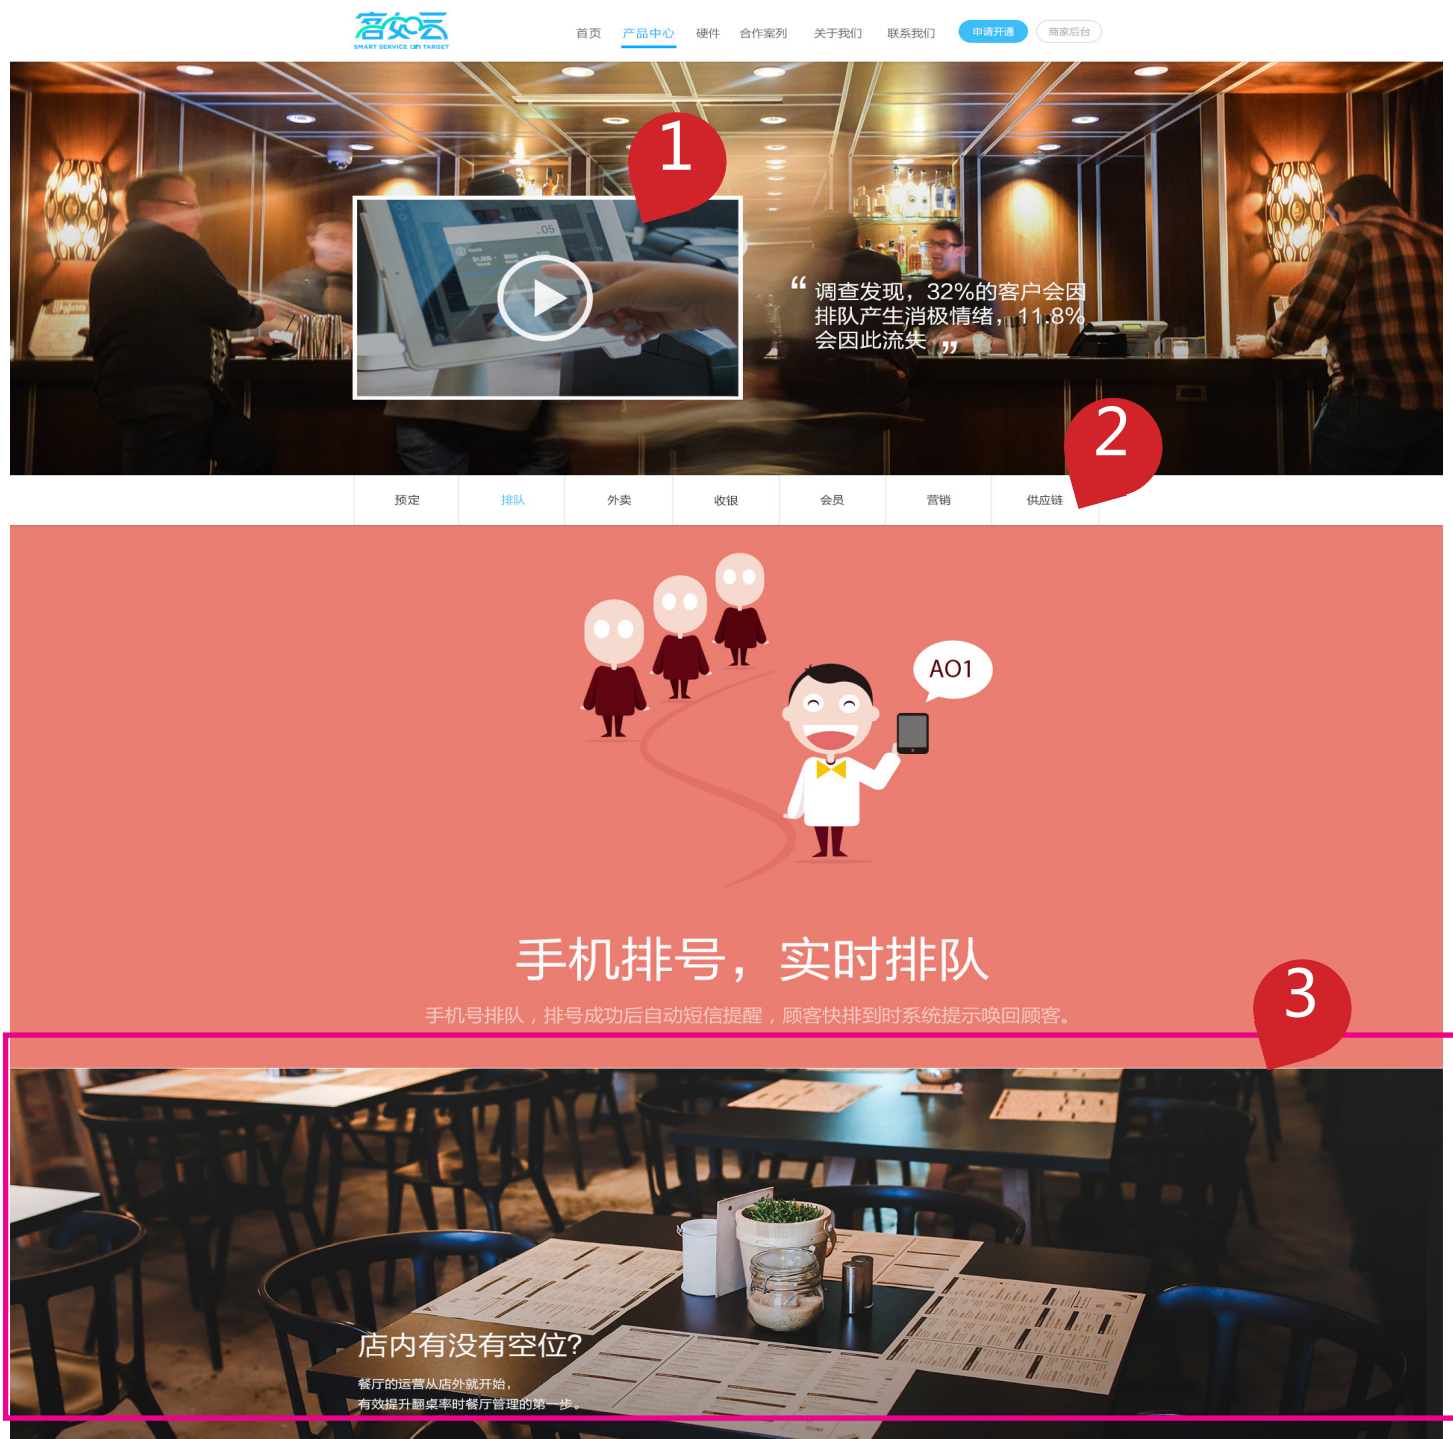 客如云
SMART SERVICE ON TARGET
首页 产品中心 硬件 合作案列 关于我们 联系我们 申请开通 商家后台
1
..05
“ 调查发现，32%的客户会因
排队产生消极情绪，11.8%
会因此流失 ”
2
预定 排队 外卖 收银 会员 营销 供应链
AO1
手机排号，实时排队
手机号排队，排号成功后自动短信提醒，顾客快排到时系统提示唤回顾客。
3
店内有没有空位?
餐厅的运营从店外就开始，
有效提升翻桌率时餐厅管理的第一步。